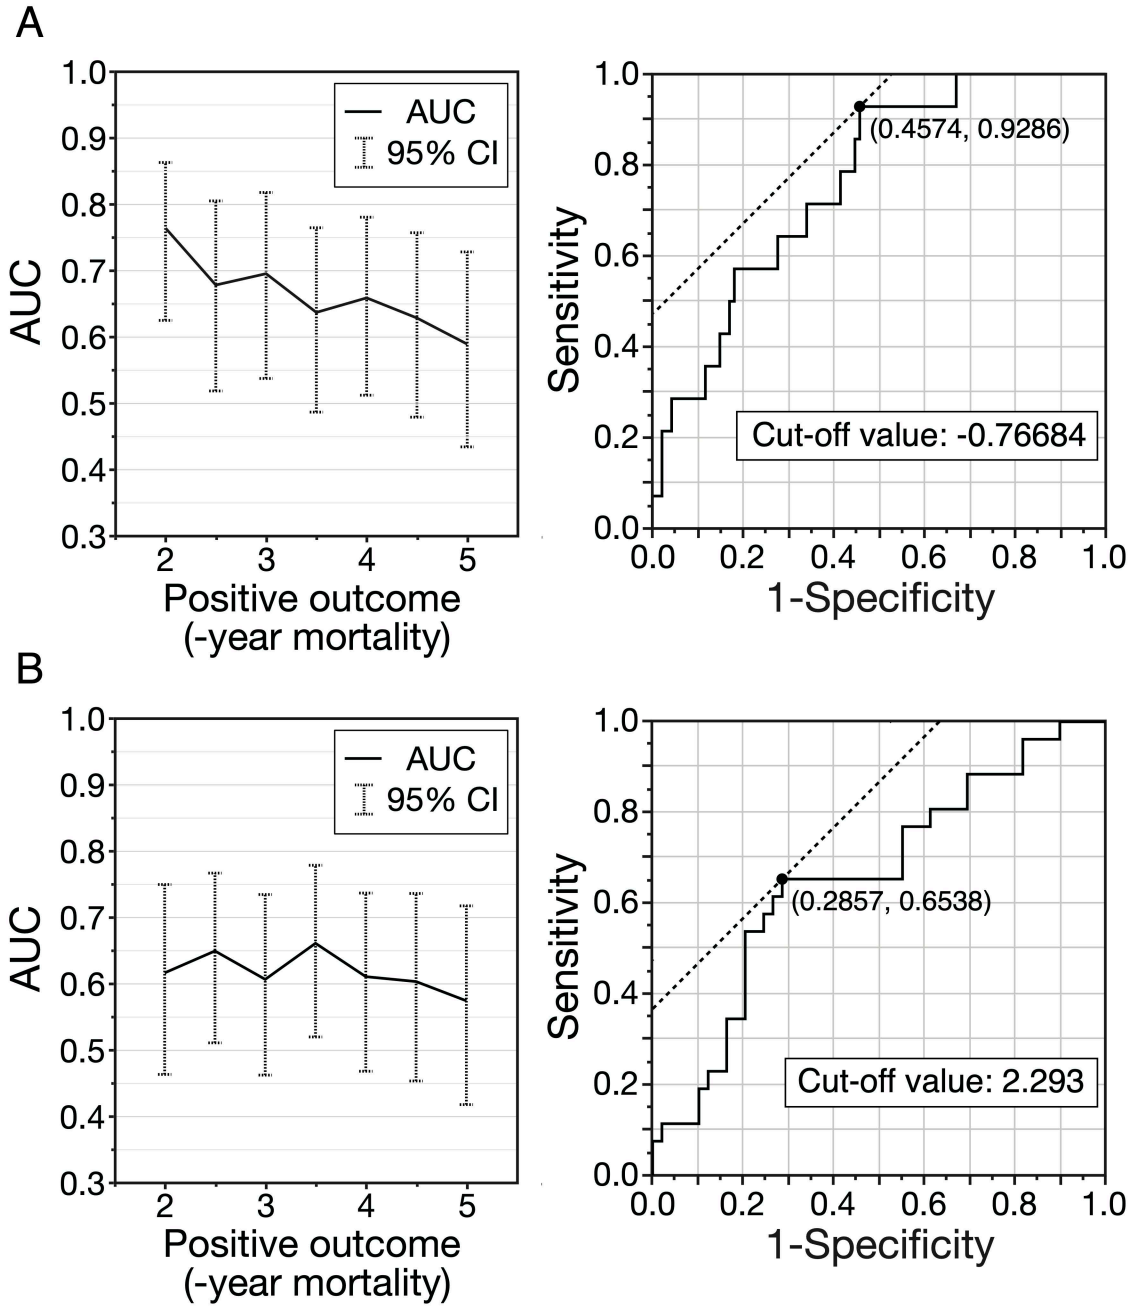 A
AUC
1.0
0.9
0.8
0.7
0.6
0.5
0.4
0.3
AUC
95% CI
2 3 4 5
Positive outcome
(-year mortality)
Sensitivity
1.0
0.8
0.6
0.4
0.2
0.0
(0.4574, 0.9286)
Cut-off value: -0.76684
0.0 0.2 0.4 0.6 0.8 1.0
1-Specificity
B
AUC
1.0
0.9
0.8
0.7
0.6
0.5
0.4
0.3
AUC
95% CI
2 3 4 5
Positive outcome
(-year mortality)
Sensitivity
1.0
0.8
0.6
0.4
0.2
0.0
(0.2857, 0.6538)
Cut-off value: 2.293
0.0 0.2 0.4 0.6 0.8 1.0
1-Specificity